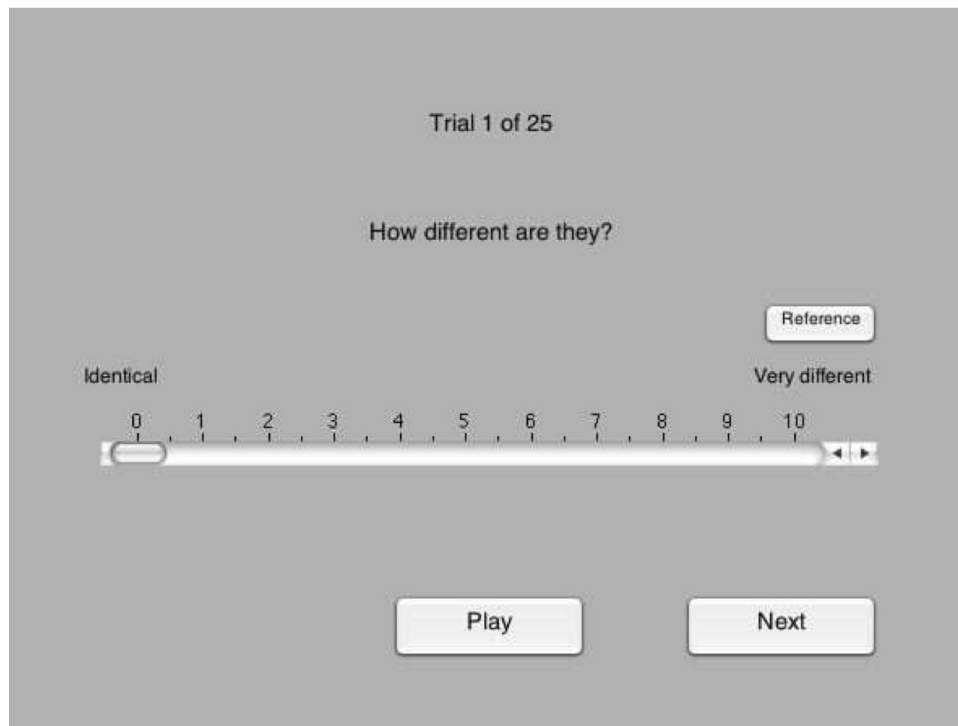 Trial 1 of 25
How different are they?
Reference
Identical Very different
0 1 2 3 4 5 6 7 8 9 10
Play Next